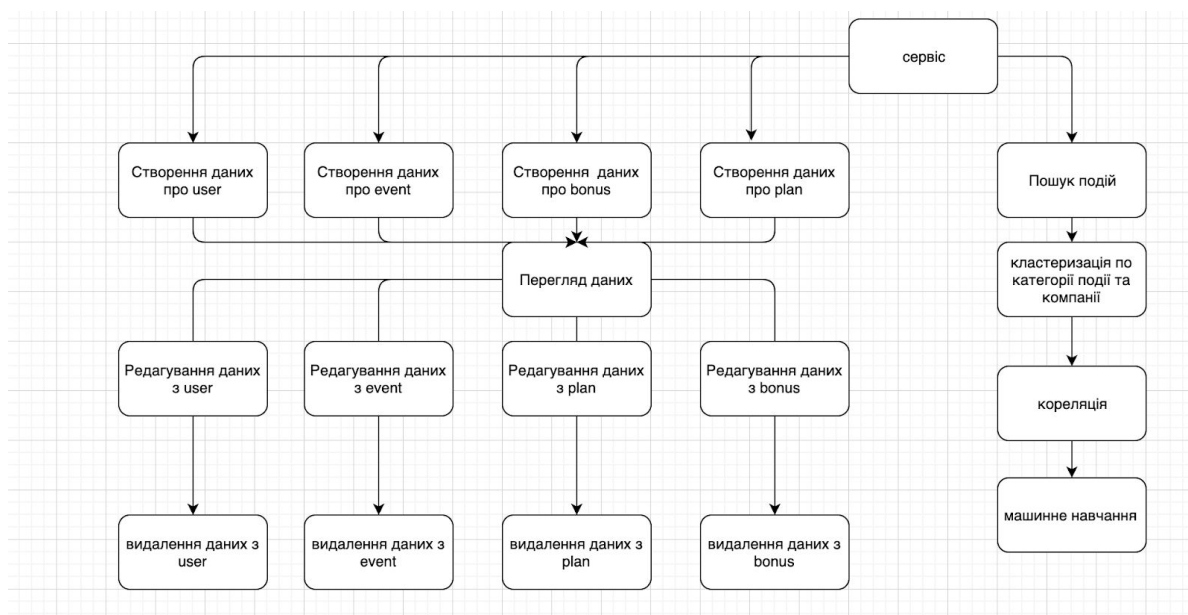 сервіс
Створення даних
про user
Створення даних
про event
Створення даних
про bonus
Створення даних
про plan
Пошук подій
Перегляд даних
кластеризація по
категорії події та
компанії
Редагування даних
з user
Редагування даних
з event
Редагування даних
з plan
Редагування даних
з bonus
кореляція
машинне навчання
видалення даних з
user
видалення даних з
event
видалення даних з
plan
видалення даних з
bonus